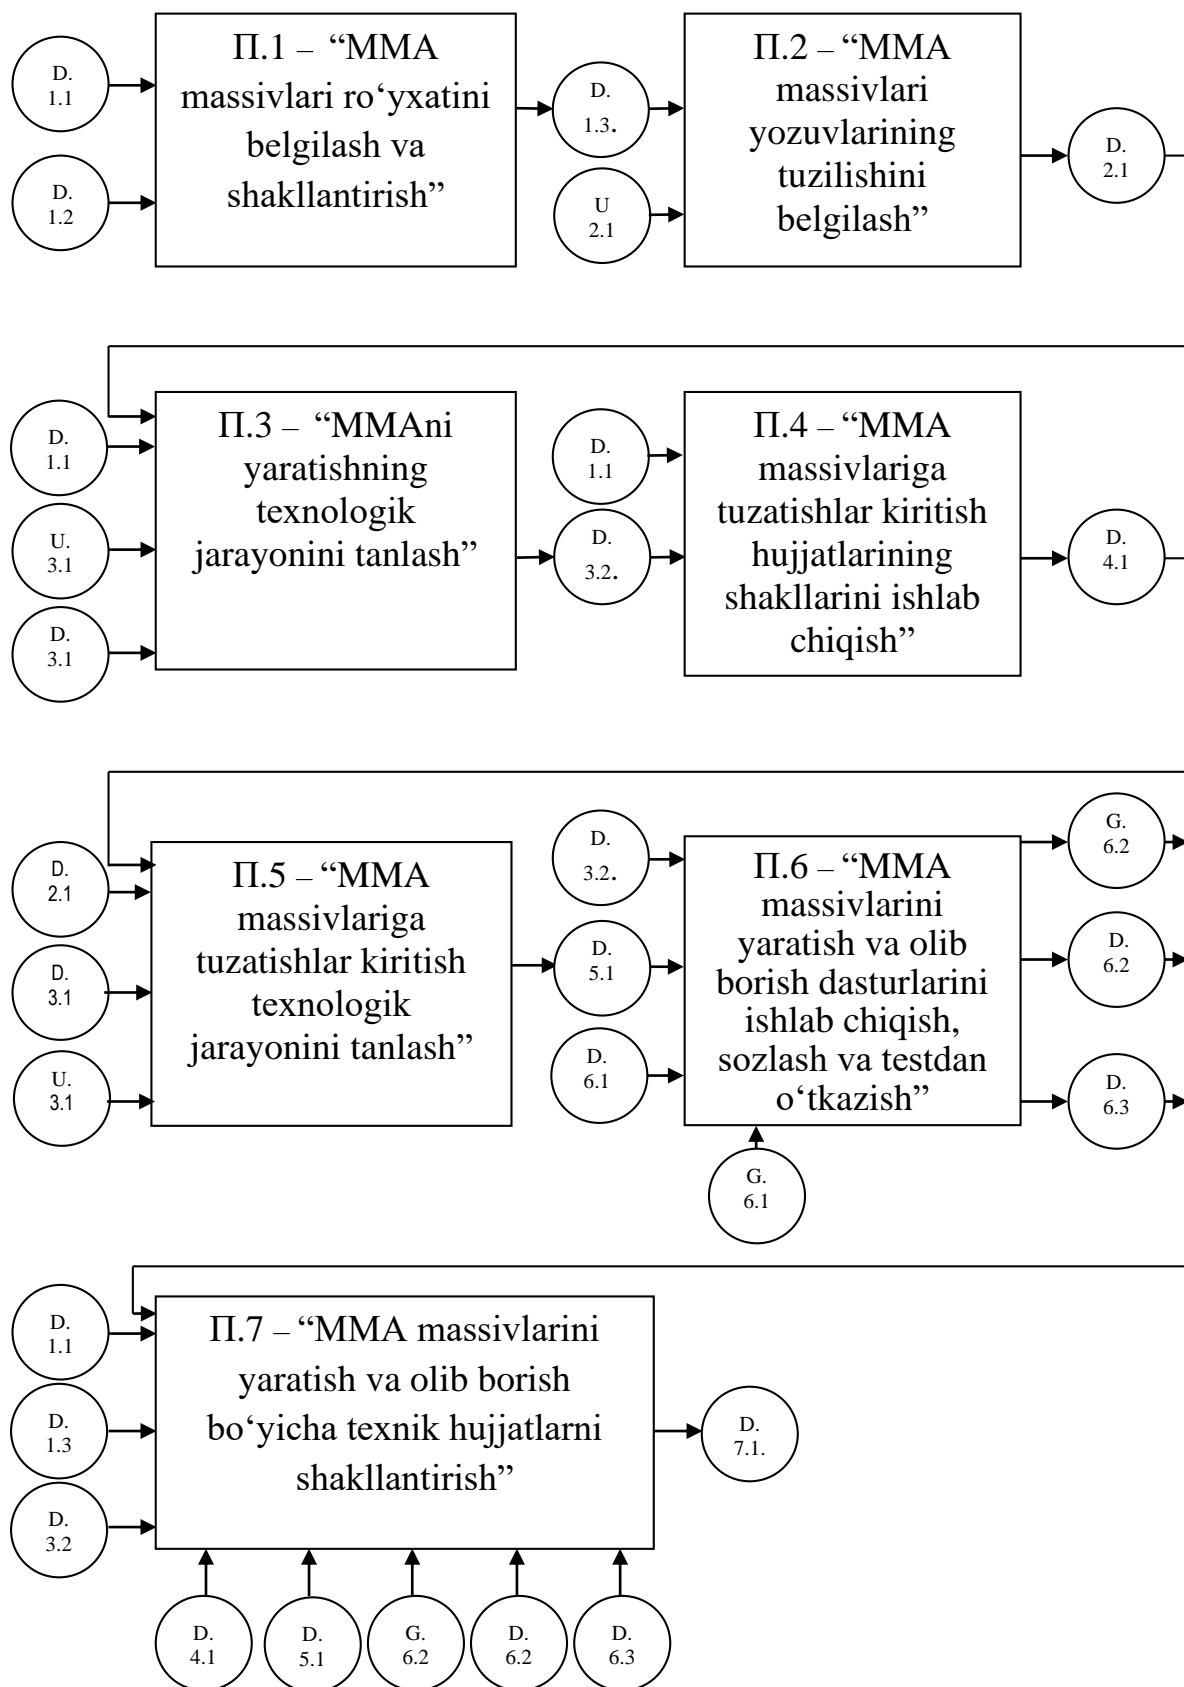 D.
1.1
D.
1.2
П.1 – “MMA
massivlari ro‘yxatini
belgilash va
shakllantirish”
D.
1.3.
U
2.1
П.2 – “MMA
massivlari
yozuvlarining
tuzilishini
belgilash”
D.
2.1
D.
1.1
U.
3.1
D.
3.1
П.3 – “MMAni
yaratishning
texnologik
jarayonini tanlash”
D.
1.1
D.
3.2.
П.4 – “MMA
massivlariga
tuzatishlar kiritish
hujjatlarining
shakllarini ishlab
chiqish”
D.
4.1
D.
2.1
D.
3.1
U.
3.1
П.5 – “MMA
massivlariga
tuzatishlar kiritish
texnologik
jarayonini tanlash”
D.
3.2.
D.
5.1
D.
6.1
П.6 – “MMA
massivlarini
yaratish va olib
borish dasturlarini
ishlab chiqish,
sozlash va testdan
o‘tkazish”
G.
6.1
G.
6.2
D.
6.2
D.
6.3
D.
1.1
D.
1.3
D.
3.2
П.7 – “MMA massivlarini
yaratish va olib borish
bo‘yicha texnik hujjatlarni
shakllantirish”
D.
7.1.
D.
4.1
D.
5.1
G.
6.2
D.
6.2
D.
6.3